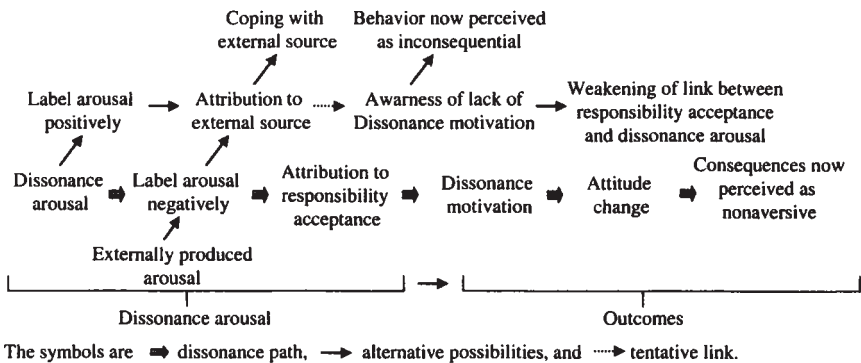 Coping with
external source
Behavior now perceived
as inconsequential
Label arousal
positively
Attribution to
external source
Awarness of lack of
Dissonance motivation
Weakening of link between
responsibility acceptance
and dissonance arousal
Dissonance
arousal
Label arousal
negatively
Attribution to
responsibility
acceptance
Dissonance
motivation
Attitude
change
Consequences now
perceived as
nonaversive
Externally produced
arousal
Dissonance arousal
Outcomes
The symbols are ➡ dissonance path, → alternative possibilities, and ⇢ tentative link.